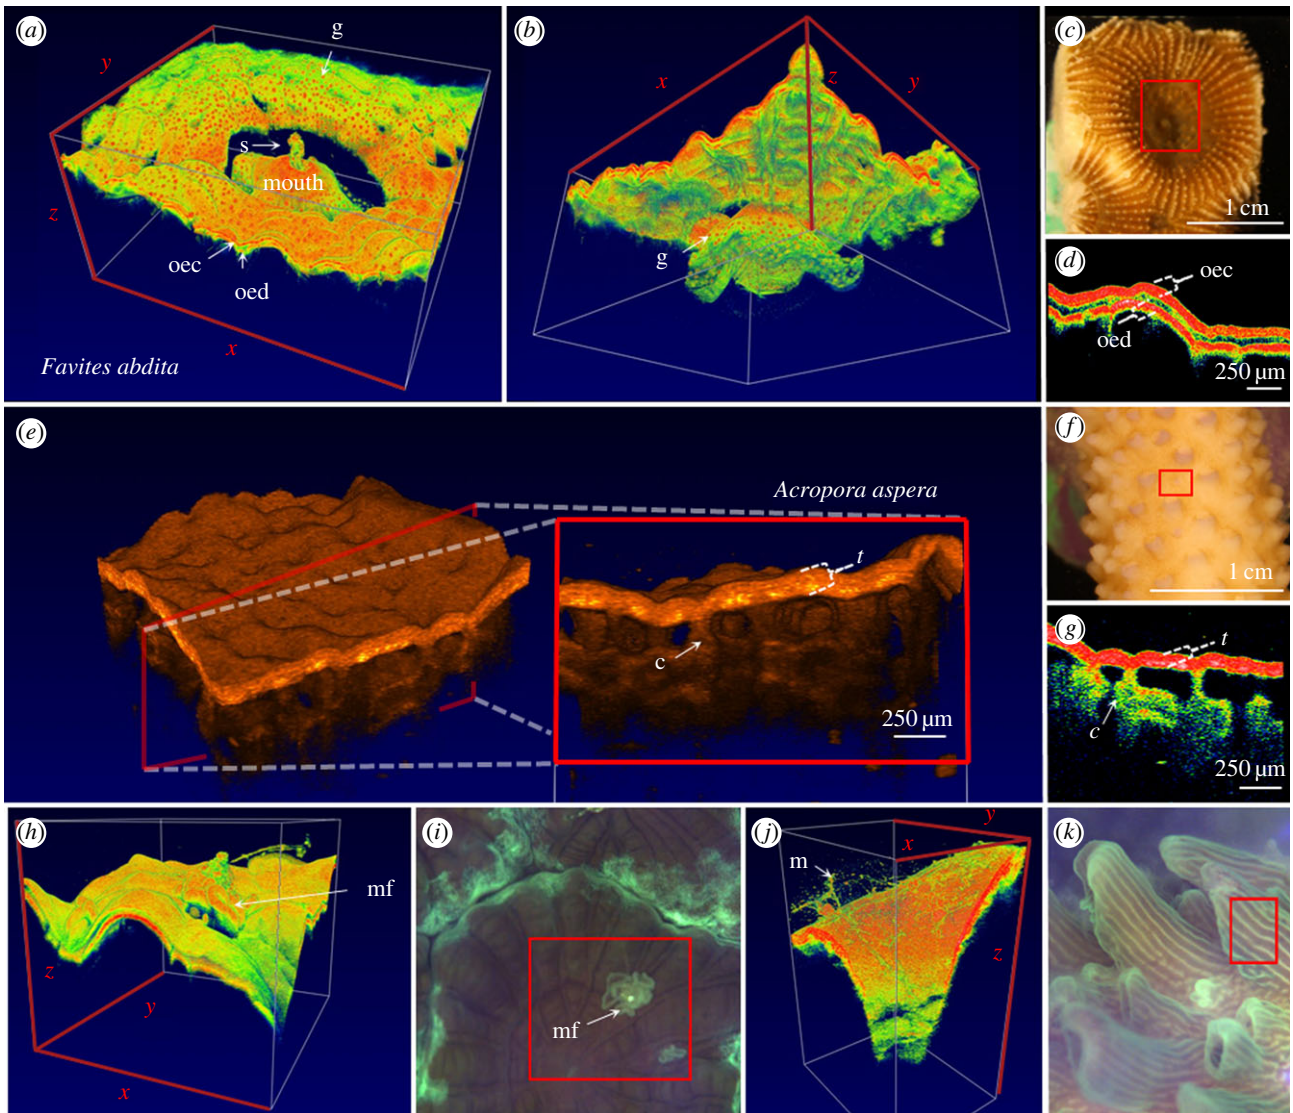 (a)
g
y
s
mouth
z
oec
oed
x
Favites abdita
(b)
x
z
y
g
(c)
1 cm
(d)
oec
oed
250 µm
(e)
Acropora aspera
t
c
250 µm
(f)
1 cm
(g)
t
c
250 µm
(h)
mf
z
y
x
(i)
mf
(j)
y
x
m
z
(k)